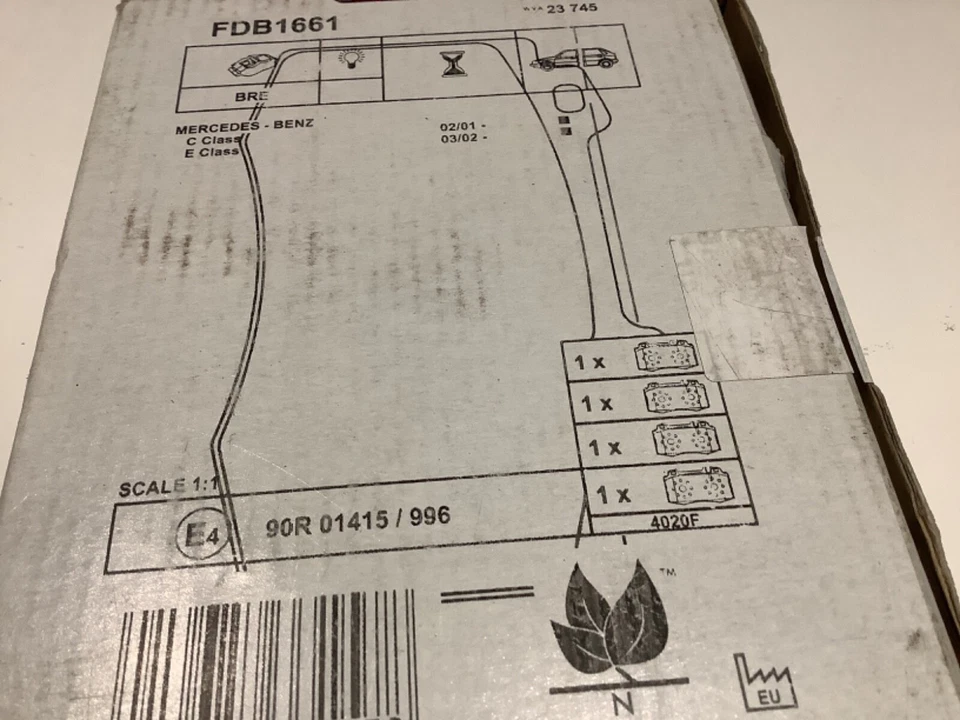 FDB1661
WVA 23 745
BRE
MERCEDES - BENZ
C Class 02/01 -
E Class 03/02 -
1 x
1 x
1 x
1 x
4020F
SCALE 1:1
E4 90R 01415 / 996
TM
N
EU